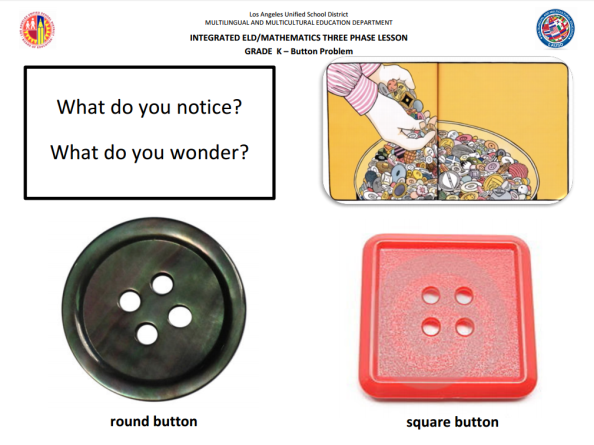 Los Angeles Unified School District
MULTILINGUAL AND MULTICULTURAL EDUCATION DEPARTMENT
INTEGRATED ELD/MATHEMATICS THREE PHASE LESSON
GRADE K – Button Problem
What do you notice?
What do you wonder?
round button
square button